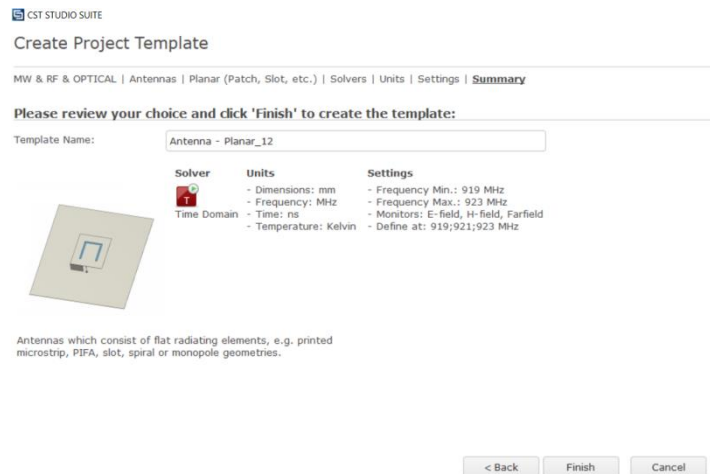 CST STUDIO SUITE
Create Project Template
MW & RF & OPTICAL | Antennas | Planar (Patch, Slot, etc.) | Solvers | Units | Settings | Summary
Please review your choice and click 'Finish' to create the template:
Template Name: Antenna - Planar_12
Solver Units Settings
- Dimensions: mm - Frequency Min.: 919 MHz
T - Frequency: MHz - Frequency Max.: 923 MHz
Time Domain - Time: ns - Monitors: E-field, H-field, Farfield
- Temperature: Kelvin - Define at: 919;921;923 MHz
Antennas which consist of flat radiating elements, e.g. printed
microstrip, PIFA, slot, spiral or monopole geometries.
< Back Finish Cancel